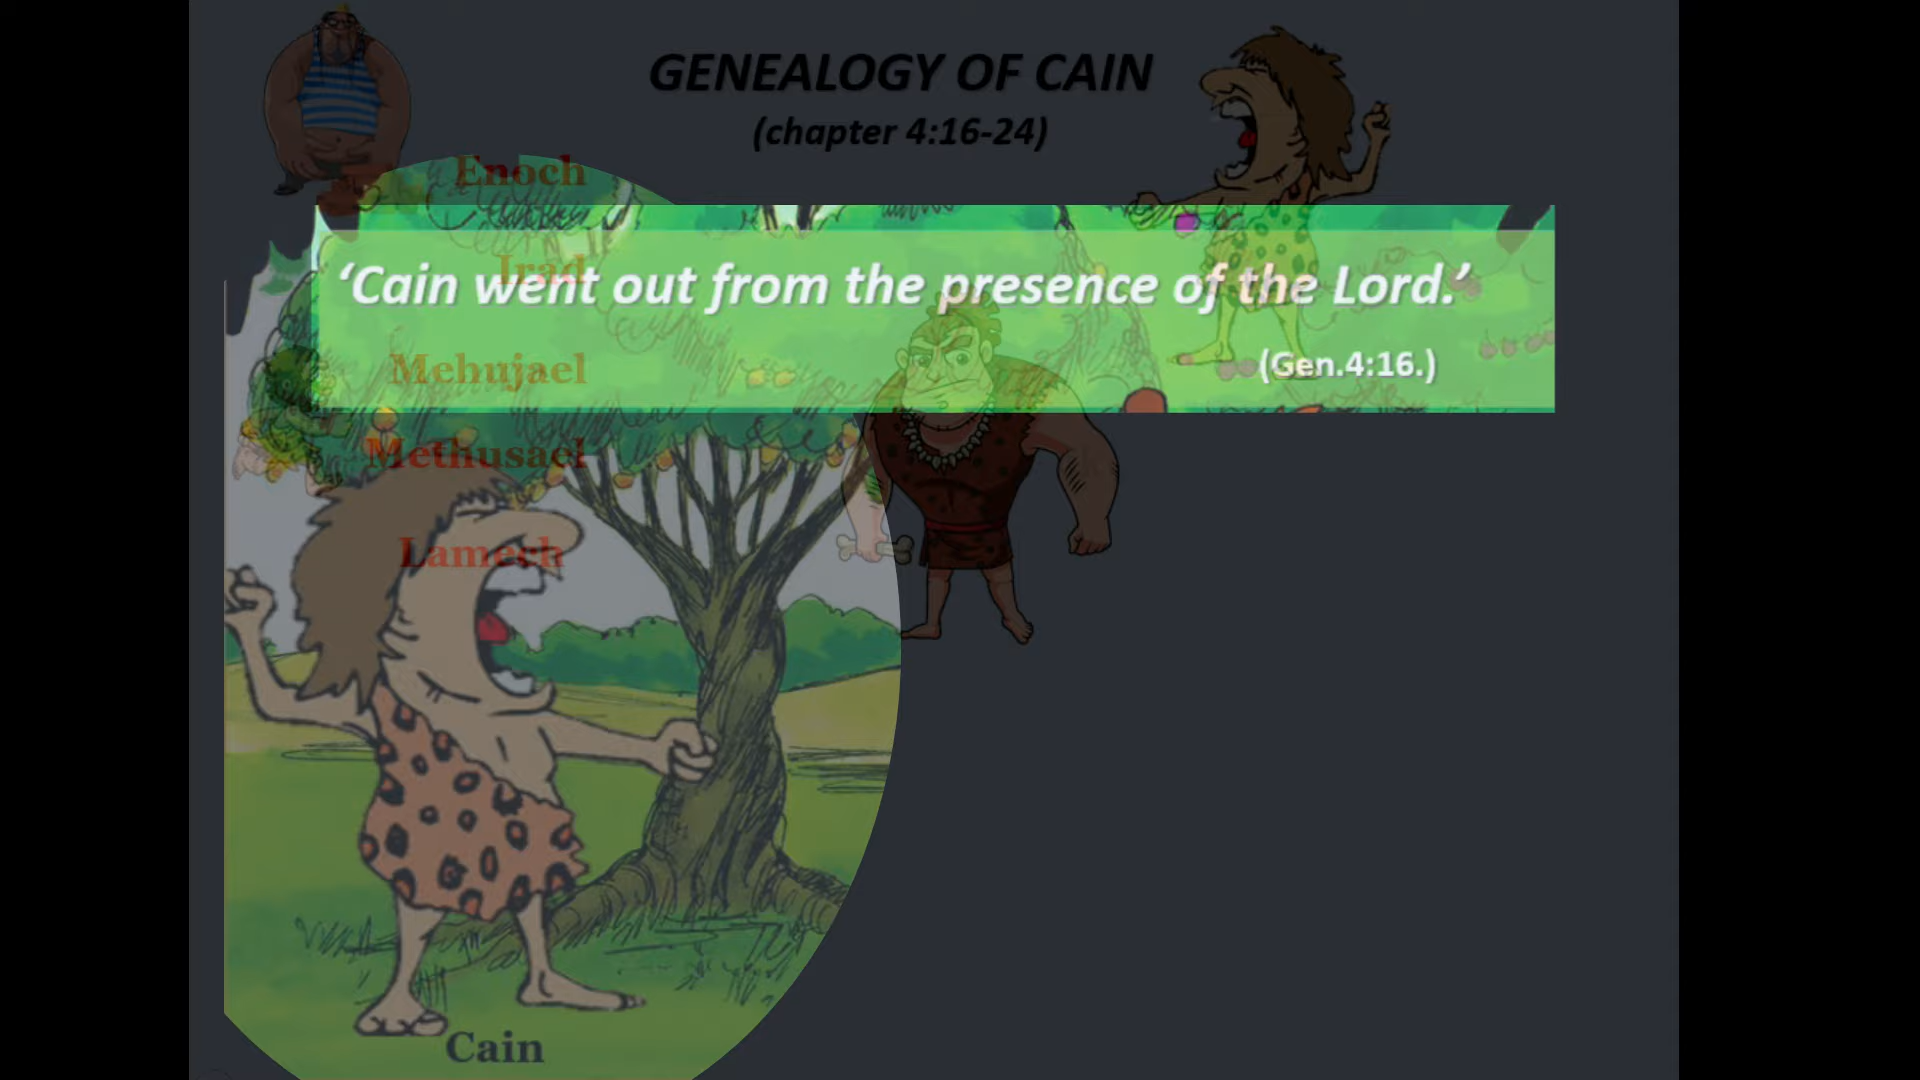 GENEALOGY OF CAIN
(chapter 4:16-24)
Enoch
Irad
‘Cain went out from the presence of the Lord.’
(Gen.4:16.)
Mehujael
Methusael
Lamech
Cain